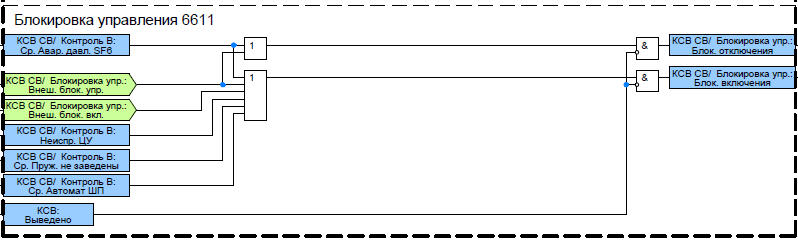 Блокировка управления 6611
КСВ СВ/ Контроль В:
Ср. Авар. давл. SF6
КСВ СВ/ Блокировка упр.:
Внеш. блок. упр.
КСВ СВ/ Блокировка упр.:
Внеш. блок. вкл.
КСВ СВ/ Контроль В:
Неиспр. ЦУ
КСВ СВ/ Контроль В:
Ср. Пруж. не заведены
КСВ СВ/ Контроль В:
Ср. Автомат ШП
КСВ:
Выведено
1
1
&
&
КСВ СВ/ Блокировка упр.:
Блок. отключения
КСВ СВ/ Блокировка упр.:
Блок. включения